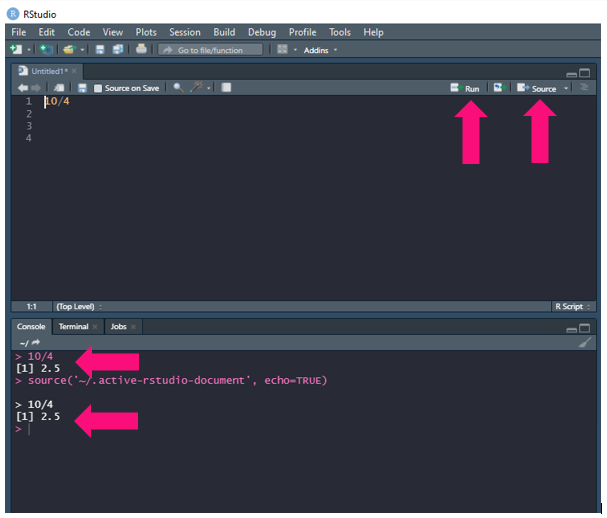 RStudio
File Edit Code View Plots Session Build Debug Profile Tools Help
Go to file/function Addins
Untitled1*
Source on Save Run Source
1 10/4
2
3
4
1:1 (Top Level) R Script
Console Terminal Jobs
~/
> 10/4
[1] 2.5
> source('~/.active-rstudio-document', echo=TRUE)
> 10/4
[1] 2.5
>